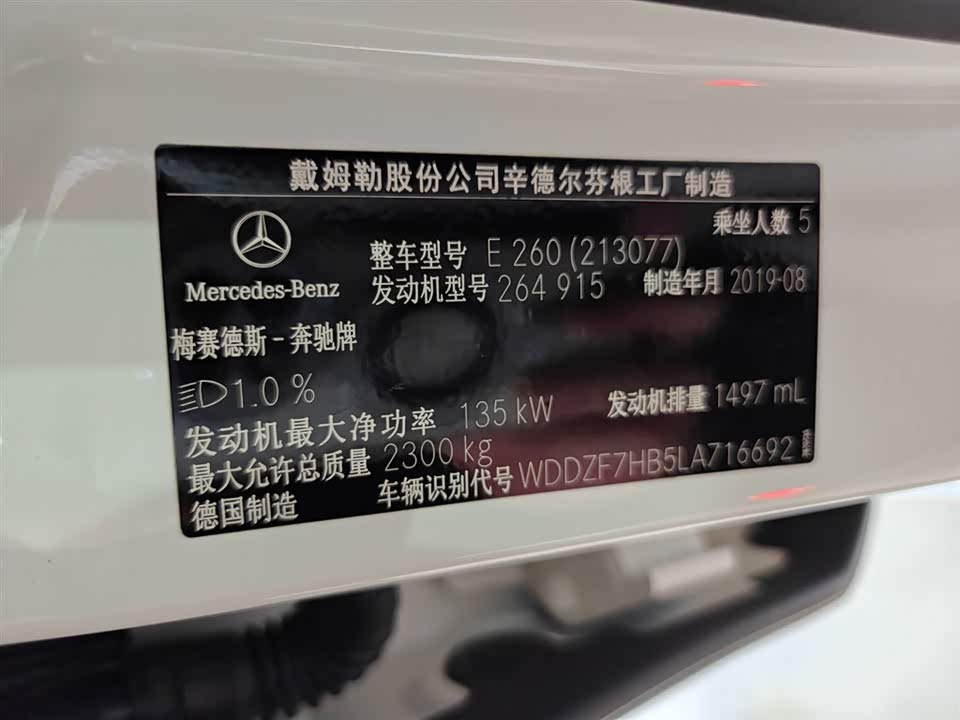 戴姆勒股份公司辛德尔芬根工厂制造
乘坐人数 5
整车型号 E 260 (213077)
Mercedes-Benz
发动机型号 264 915 制造年月 2019-08
梅赛德斯-奔驰牌
1.0 %
发动机最大净功率 135 kW 发动机排量 1497 mL
最大允许总质量 2300 kg
德国制造 车辆识别代号 WDDZF7HB5LA716692